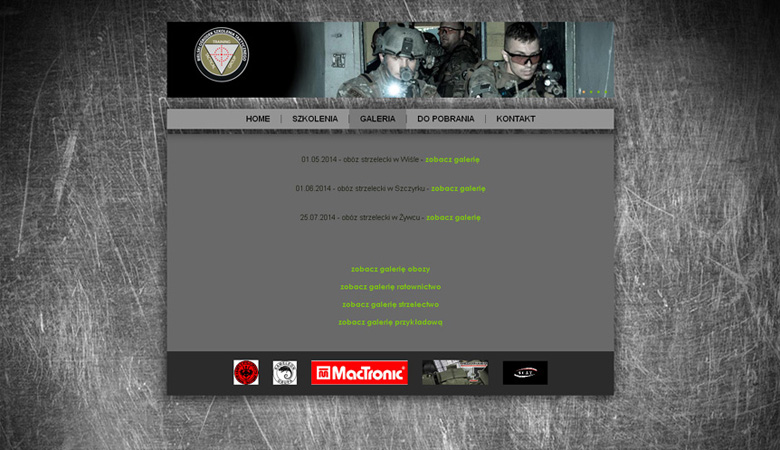 TRAINING
HOME
SZKOLENIA
GALERIA
DO POBRANIA
KONTAKT
01.05.2014 - obóz strzelecki w Wiśle - zobacz galerię
01.06.2014 - obóz strzelecki w Szczyrku - zobacz galerię
25.07.2014 - obóz strzelecki w Żywcu - zobacz galerię
zobacz galerię obozy
zobacz galerię ratownictwo
zobacz galerię strzelectwo
zobacz galerię przykładową
MacTronic®